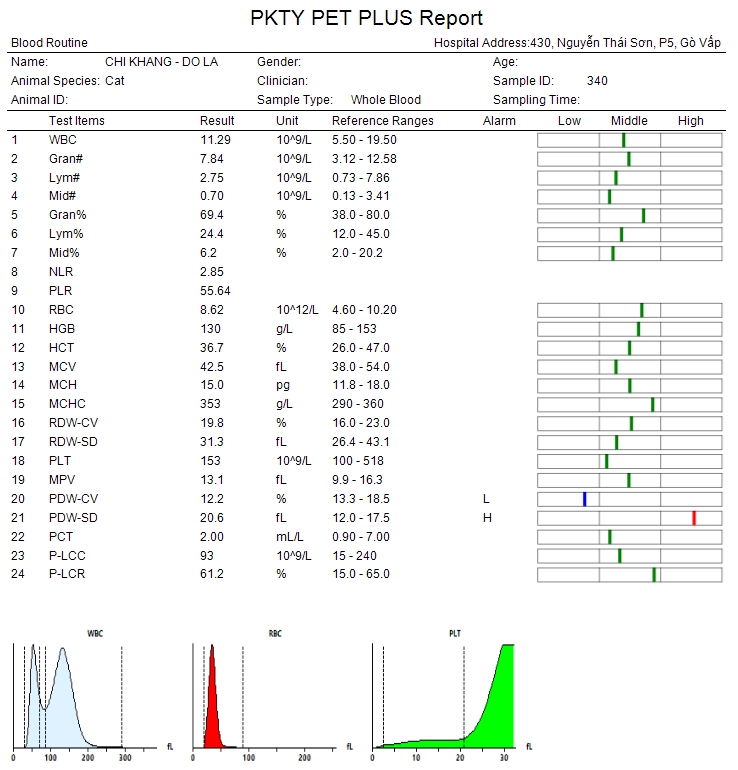 PKTY PET PLUS Report
Blood Routine Hospital Address:430, Nguyễn Thái Sơn, P5, Gò Vấp
Name: CHI KHANG - DO LA Gender: Age:
Animal Species: Cat Clinician: Sample ID: 340
Animal ID: Sample Type: Whole Blood Sampling Time:
Test Items Result Unit Reference Ranges Alarm Low Middle High
1 WBC 11.29 10^9/L 5.50 - 19.50
2 Gran# 7.84 10^9/L 3.12 - 12.58
3 Lym# 2.75 10^9/L 0.73 - 7.86
4 Mid# 0.70 10^9/L 0.13 - 3.41
5 Gran% 69.4 % 38.0 - 80.0
6 Lym% 24.4 % 12.0 - 45.0
7 Mid% 6.2 % 2.0 - 20.2
8 NLR 2.85
9 PLR 55.64
10 RBC 8.62 10^12/L 4.60 - 10.20
11 HGB 130 g/L 85 - 153
12 HCT 36.7 % 26.0 - 47.0
13 MCV 42.5 fL 38.0 - 54.0
14 MCH 15.0 pg 11.8 - 18.0
15 MCHC 353 g/L 290 - 360
16 RDW-CV 19.8 % 16.0 - 23.0
17 RDW-SD 31.3 fL 26.4 - 43.1
18 PLT 153 10^9/L 100 - 518
19 MPV 13.1 fL 9.9 - 16.3
20 PDW-CV 12.2 % 13.3 - 18.5 L
21 PDW-SD 20.6 fL 12.0 - 17.5 H
22 PCT 2.00 mL/L 0.90 - 7.00
23 P-LCC 93 10^9/L 15 - 240
24 P-LCR 61.2 % 15.0 - 65.0
WBC RBC PLT
0 100 200 300 fL 0 100 200 fL 0 10 20 30 fL